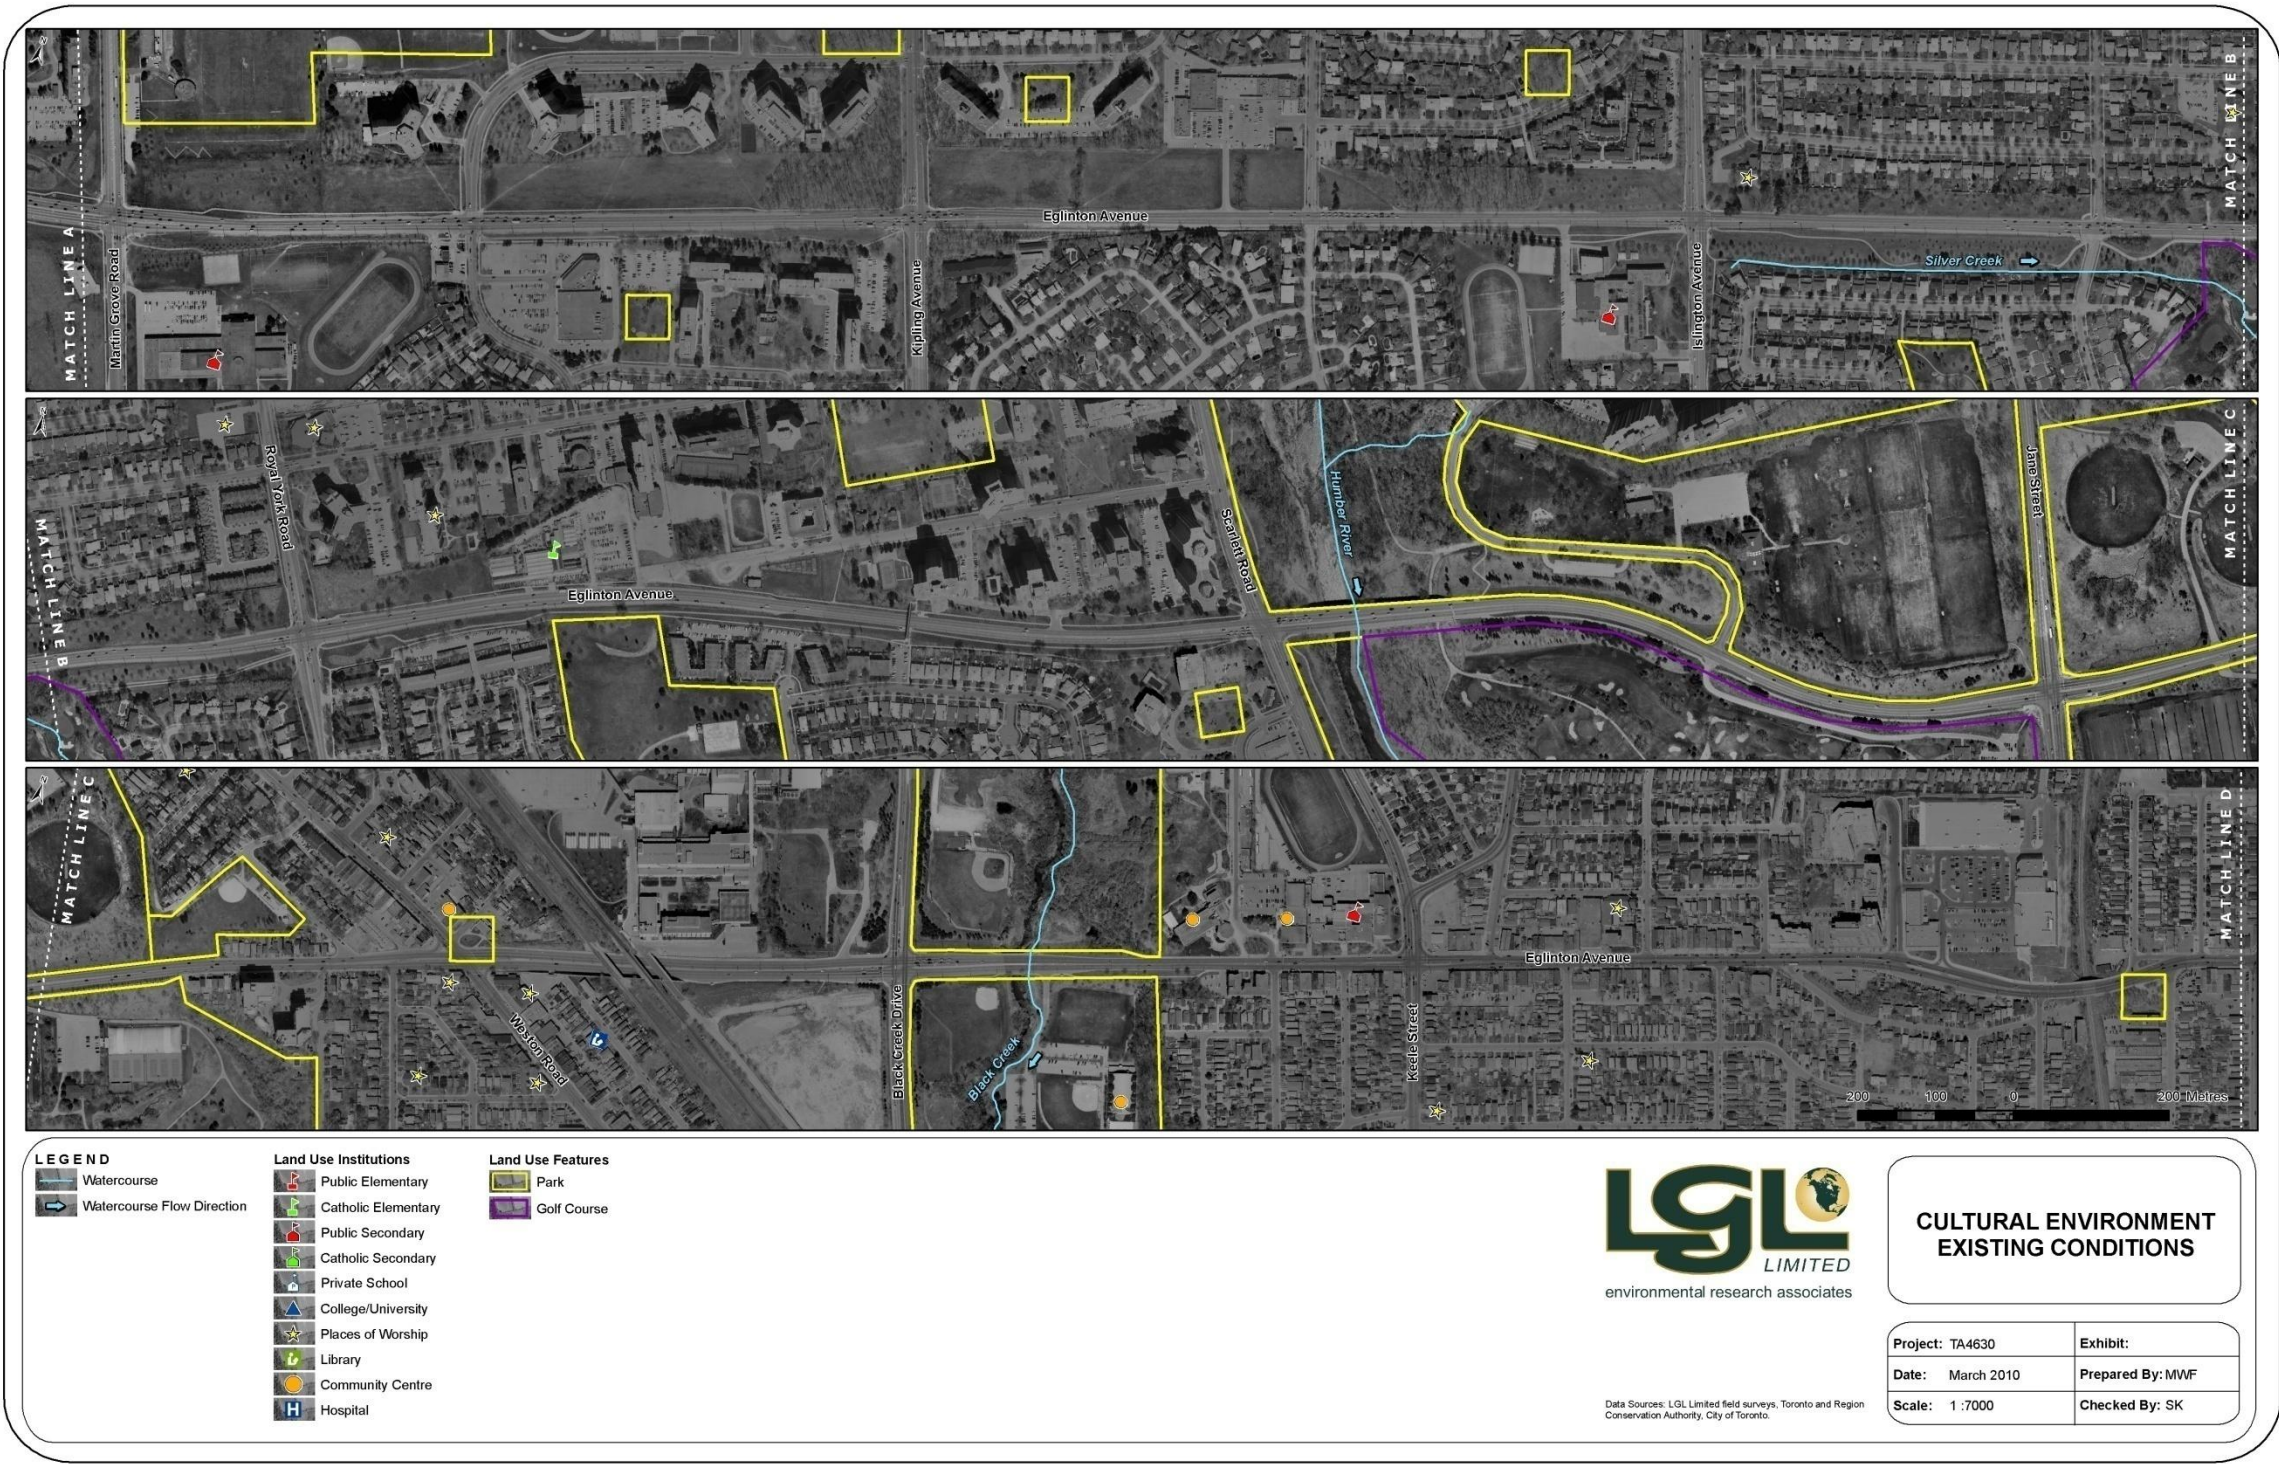 N
MATCH LINE A
Martin Grove Road
Kipling Avenue
Eglinton Avenue
Islington Avenue
Silver Creek
MATCH LINE B
N
MATCH LINE B
Royal York Road
Eglinton Avenue
Scarlett Road
Humber River
Jane Street
MATCH LINE C
N
MATCH LINE C
Weston Road
Black Creek Drive
Black Creek
Keele Street
Eglinton Avenue
MATCH LINE D
200 100 0 200 Metres
LEGEND
Watercourse
Watercourse Flow Direction
Land Use Institutions
Public Elementary
Catholic Elementary
Public Secondary
Catholic Secondary
Private School
College/University
Places of Worship
Library
Community Centre
H Hospital
Land Use Features
Park
Golf Course
LGL
LIMITED
environmental research associates
Data Sources: LGL Limited field surveys, Toronto and Region
Conservation Authority, City of Toronto.
CULTURAL ENVIRONMENT
EXISTING CONDITIONS
Project: TA4630 Exhibit:
Date: March 2010 Prepared By: MWF
Scale: 1 :7000 Checked By: SK